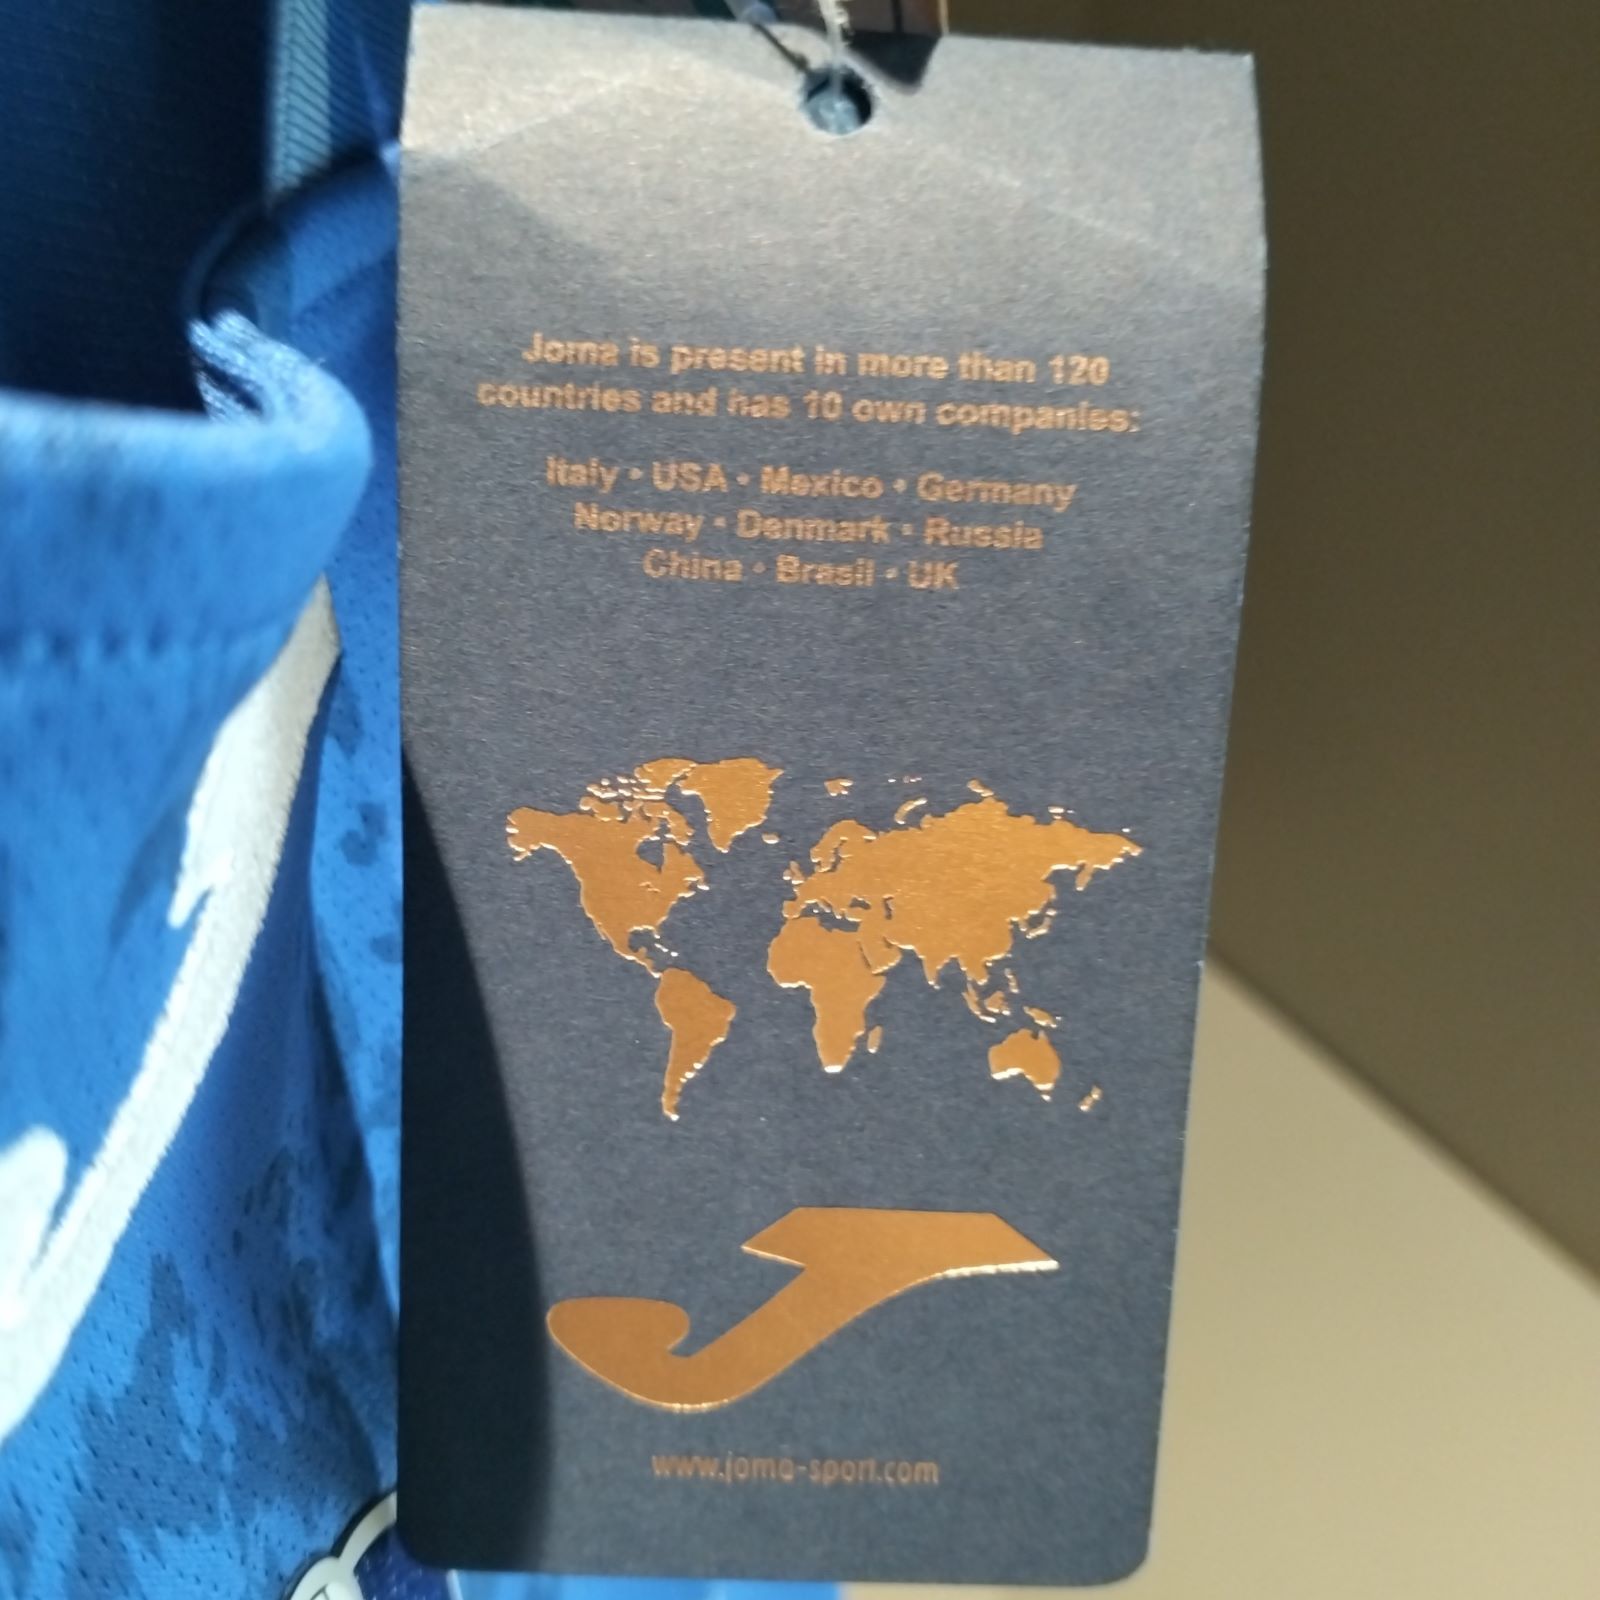 Joma is present in more than 120
countries and has 10 own companies:
Italy • USA • Mexico • Germany
Norway • Denmark • Russia
China • Brasil • UK
www.joma-sport.com